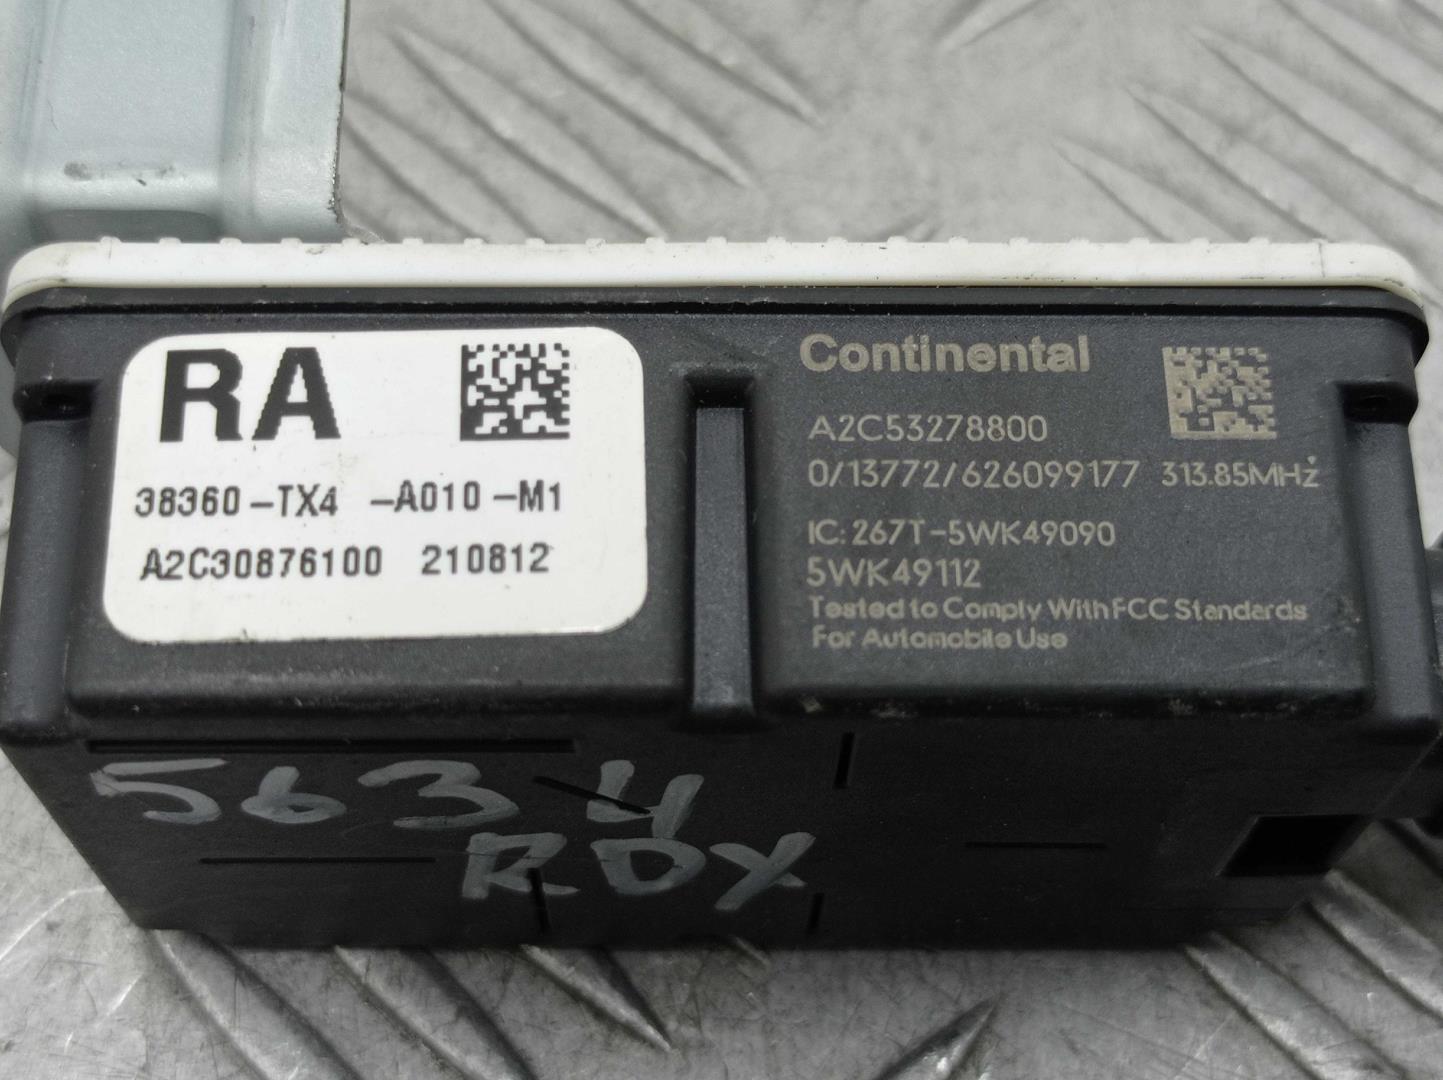 RA
38360-TX4 -A010-M1
A2C30876100 210812
Continental
A2C53278800
0/13772/626099177 313.85MHz
IC: 267T-5WK49090
5WK49112
Tested to Comply With FCC Standards
For Automobile Use
5634
RDX